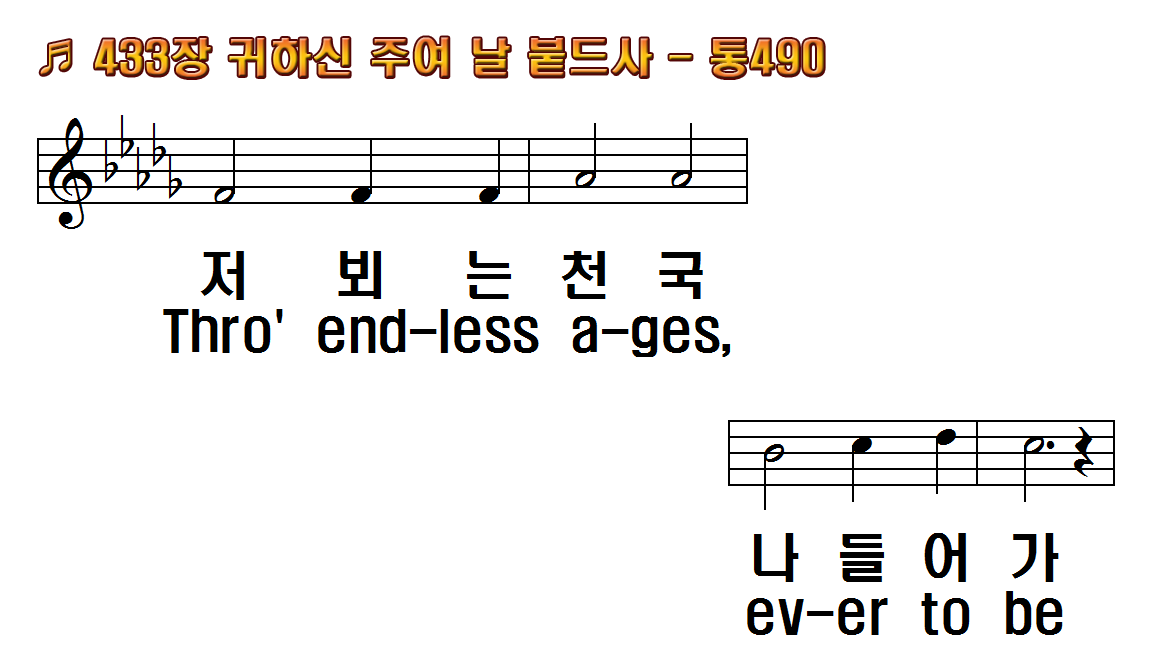 ♬ 433장 귀하신 주여 날 붙드사 - 통490
저 뵈 는 천 국
Thro' end-less a-ges,
나 들 어 가
ev-er to be